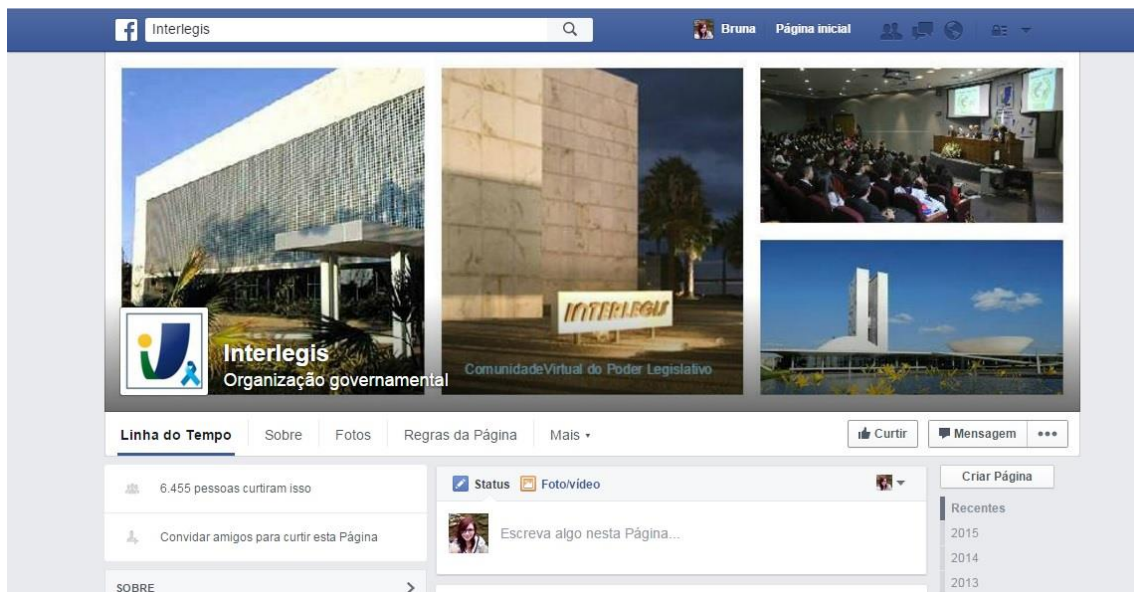 Interlegis
Bruna
Página inicial
INTERLEGIS
ComunidadeVirtual do Poder Legislativo
Interlegis
Organização governamental
Linha do Tempo
Sobre
Fotos
Regras da Página
Mais
Curtir
Mensagem
6.455 pessoas curtiram isso
Convidar amigos para curtir esta Página
SOBRE
Status
Foto/vídeo
Escreva algo nesta Página...
Criar Página
Recentes
2015
2014
2013